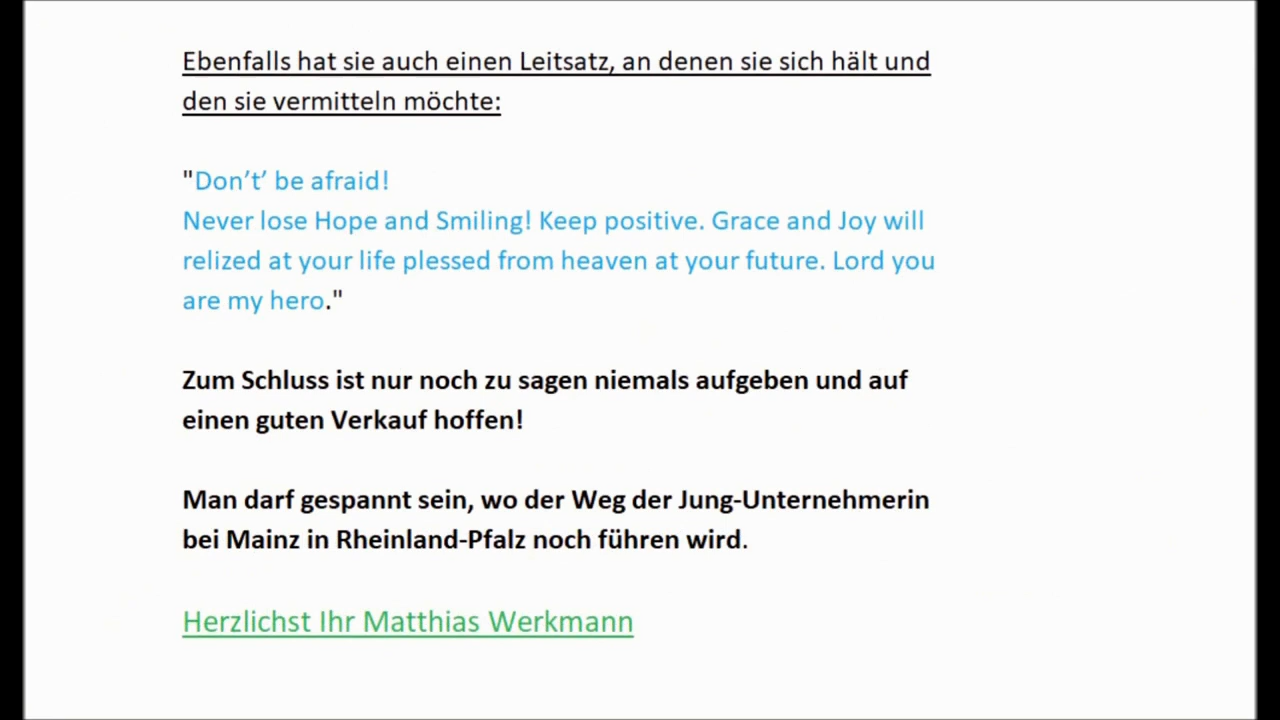 Ebenfalls hat sie auch einen Leitsatz, an denen sie sich hält und
den sie vermitteln möchte:
"Don’t’ be afraid!
Never lose Hope and Smiling! Keep positive. Grace and Joy will
relized at your life plessed from heaven at your future. Lord you
are my hero."
Zum Schluss ist nur noch zu sagen niemals aufgeben und auf
einen guten Verkauf hoffen!
Man darf gespannt sein, wo der Weg der Jung-Unternehmerin
bei Mainz in Rheinland-Pfalz noch führen wird.
Herzlichst Ihr Matthias Werkmann